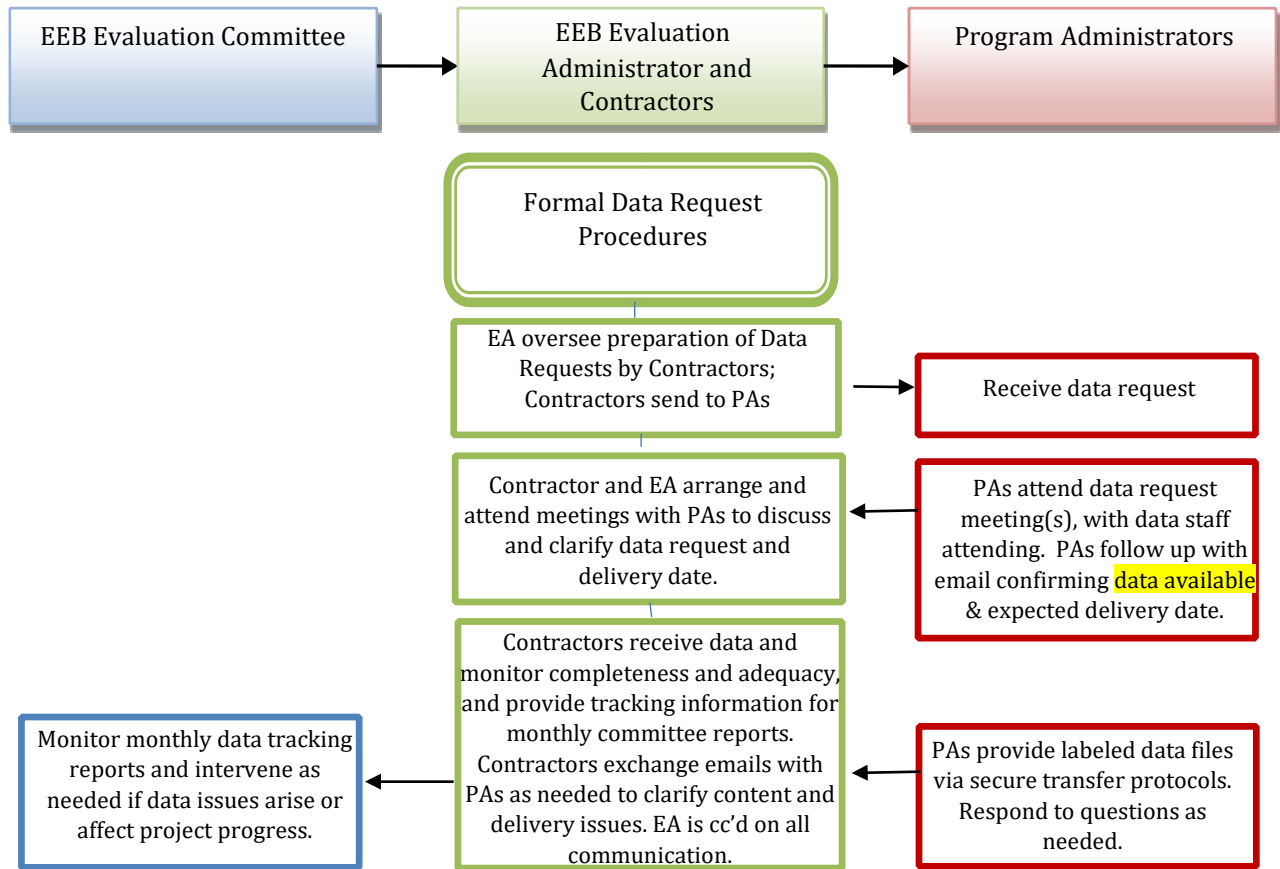 EEB Evaluation Committee
EEB Evaluation
Administrator and
Contractors
Program Administrators
Formal Data Request
Procedures
EA oversee preparation of Data
Requests by Contractors;
Contractors send to PAs
Receive data request
Contractor and EA arrange and
attend meetings with PAs to discuss
and clarify data request and
delivery date.
PAs attend data request
meeting(s), with data staff
attending.  PAs follow up with
email confirming data available
& expected delivery date.
Contractors receive data and
monitor completeness and adequacy,
and provide tracking information for
monthly committee reports.
Contractors exchange emails with
PAs as needed to clarify content and
delivery issues. EA is cc’d on all
communication.
Monitor monthly data tracking
reports and intervene as
needed if data issues arise or
affect project progress.
PAs provide labeled data files
via secure transfer protocols.
Respond to questions as
needed.